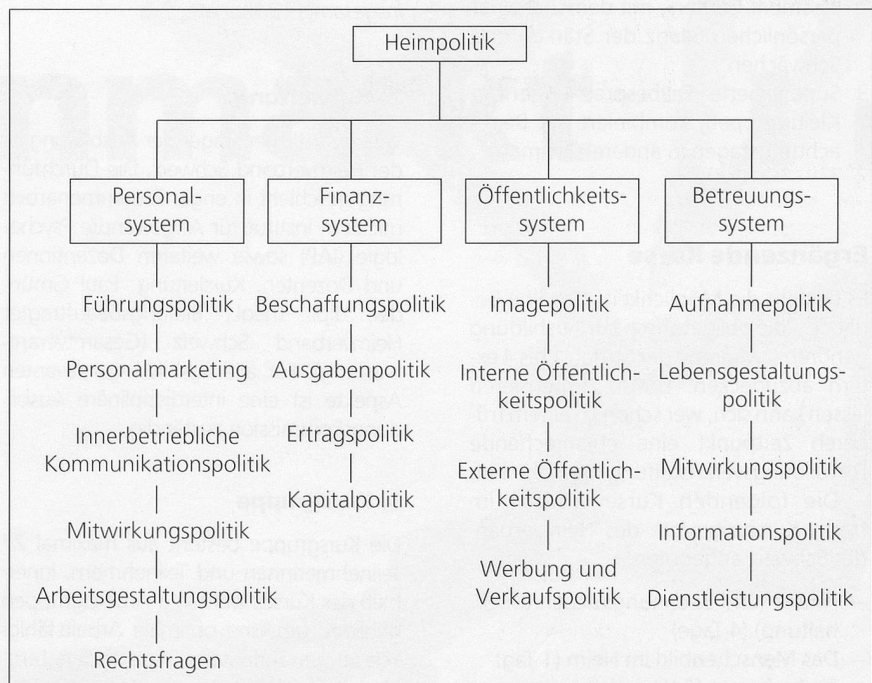 Heimpolitik
Personal-
system
Führungspolitik
Personalmarketing
Innerbetriebliche
Kommunikationspolitik
Mitwirkungspolitik
Arbeitsgestaltungspolitik
Rechtsfragen
Finanz-
system
Beschaffungspolitik
Ausgabenpolitik
Ertragspolitik
Kapitalpolitik
Öffentlichkeits-
system
Imagepolitik
Interne Öffentlich-
keitspolitik
Externe Öffentlich-
keitspolitik
Werbung und
Verkaufspolitik
Betreuungs-
system
Aufnahmepolitik
Lebensgestaltungs-
politik
Mitwirkungspolitik
Informationspolitik
Dienstleistungspolitik